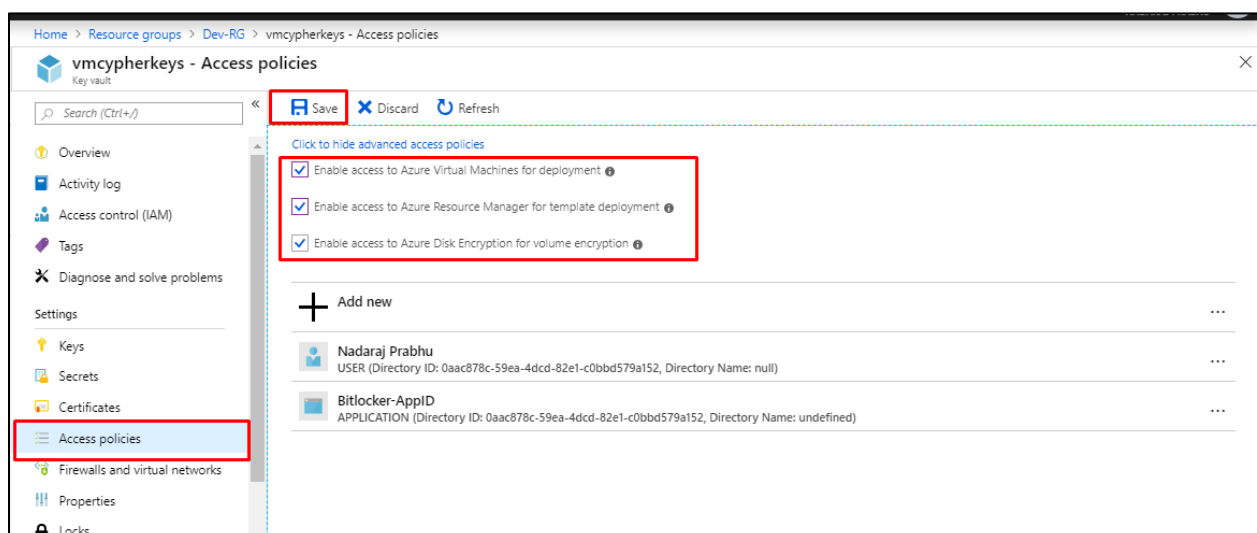 Home > Resource groups > Dev-RG > vmcypherkeys - Access policies
vmcypherkeys - Access policies
Key vault
Search (Ctrl+/)
«
Save
Discard
Refresh
Click to hide advanced access policies
Overview
Activity log
Access control (IAM)
Tags
Diagnose and solve problems
Settings
Keys
Secrets
Certificates
Access policies
Firewalls and virtual networks
Properties
Locks
Enable access to Azure Virtual Machines for deployment
Enable access to Azure Resource Manager for template deployment
Enable access to Azure Disk Encryption for volume encryption
Add new
...
Nadaraj Prabhu
USER (Directory ID: 0aac878c-59ea-4dcd-82e1-c0bbd579a152, Directory Name: null)
...
Bitlocker-AppID
APPLICATION (Directory ID: 0aac878c-59ea-4dcd-82e1-c0bbd579a152, Directory Name: undefined)
...